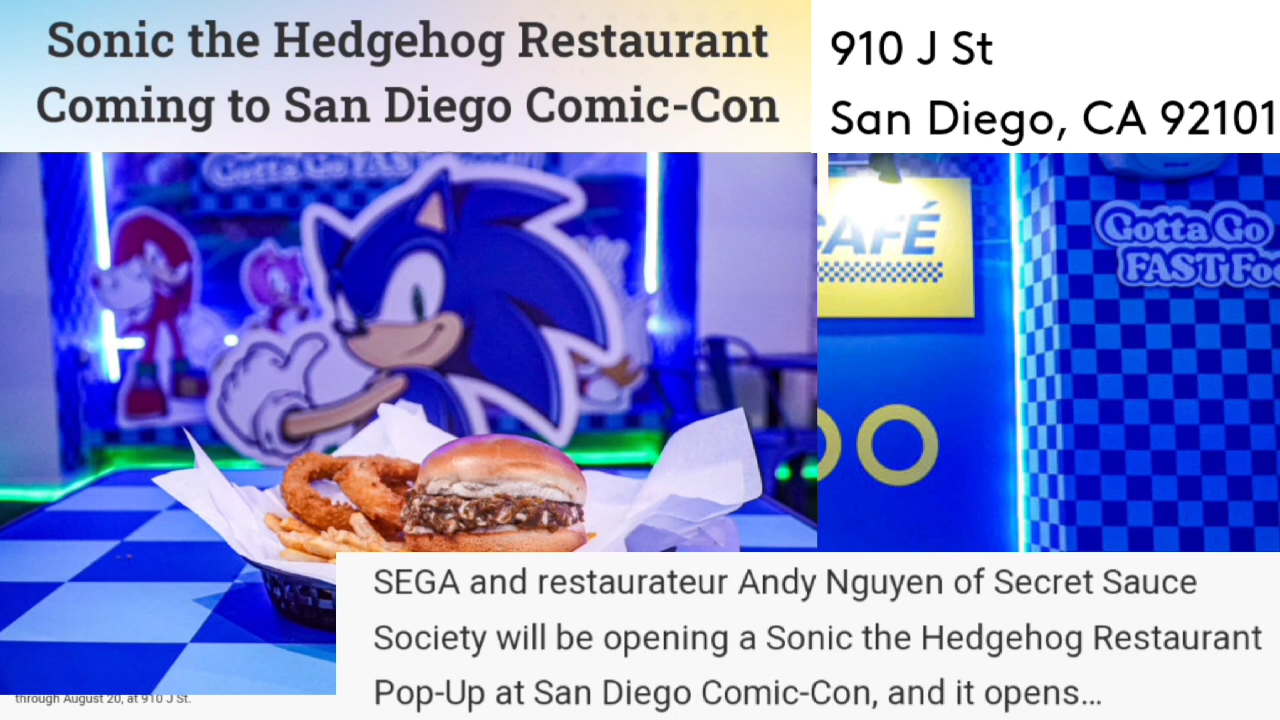 Sonic the Hedgehog Restaurant
Coming to San Diego Comic-Con
910 J St
San Diego, CA 92101
Gotta Go FAS
CAFÉ
Gotta Go
FAST Foo
SEGA and restaurateur Andy Nguyen of Secret Sauce
Society will be opening a Sonic the Hedgehog Restaurant
Pop-Up at San Diego Comic-Con, and it opens...
through August 20, at 910 J St.